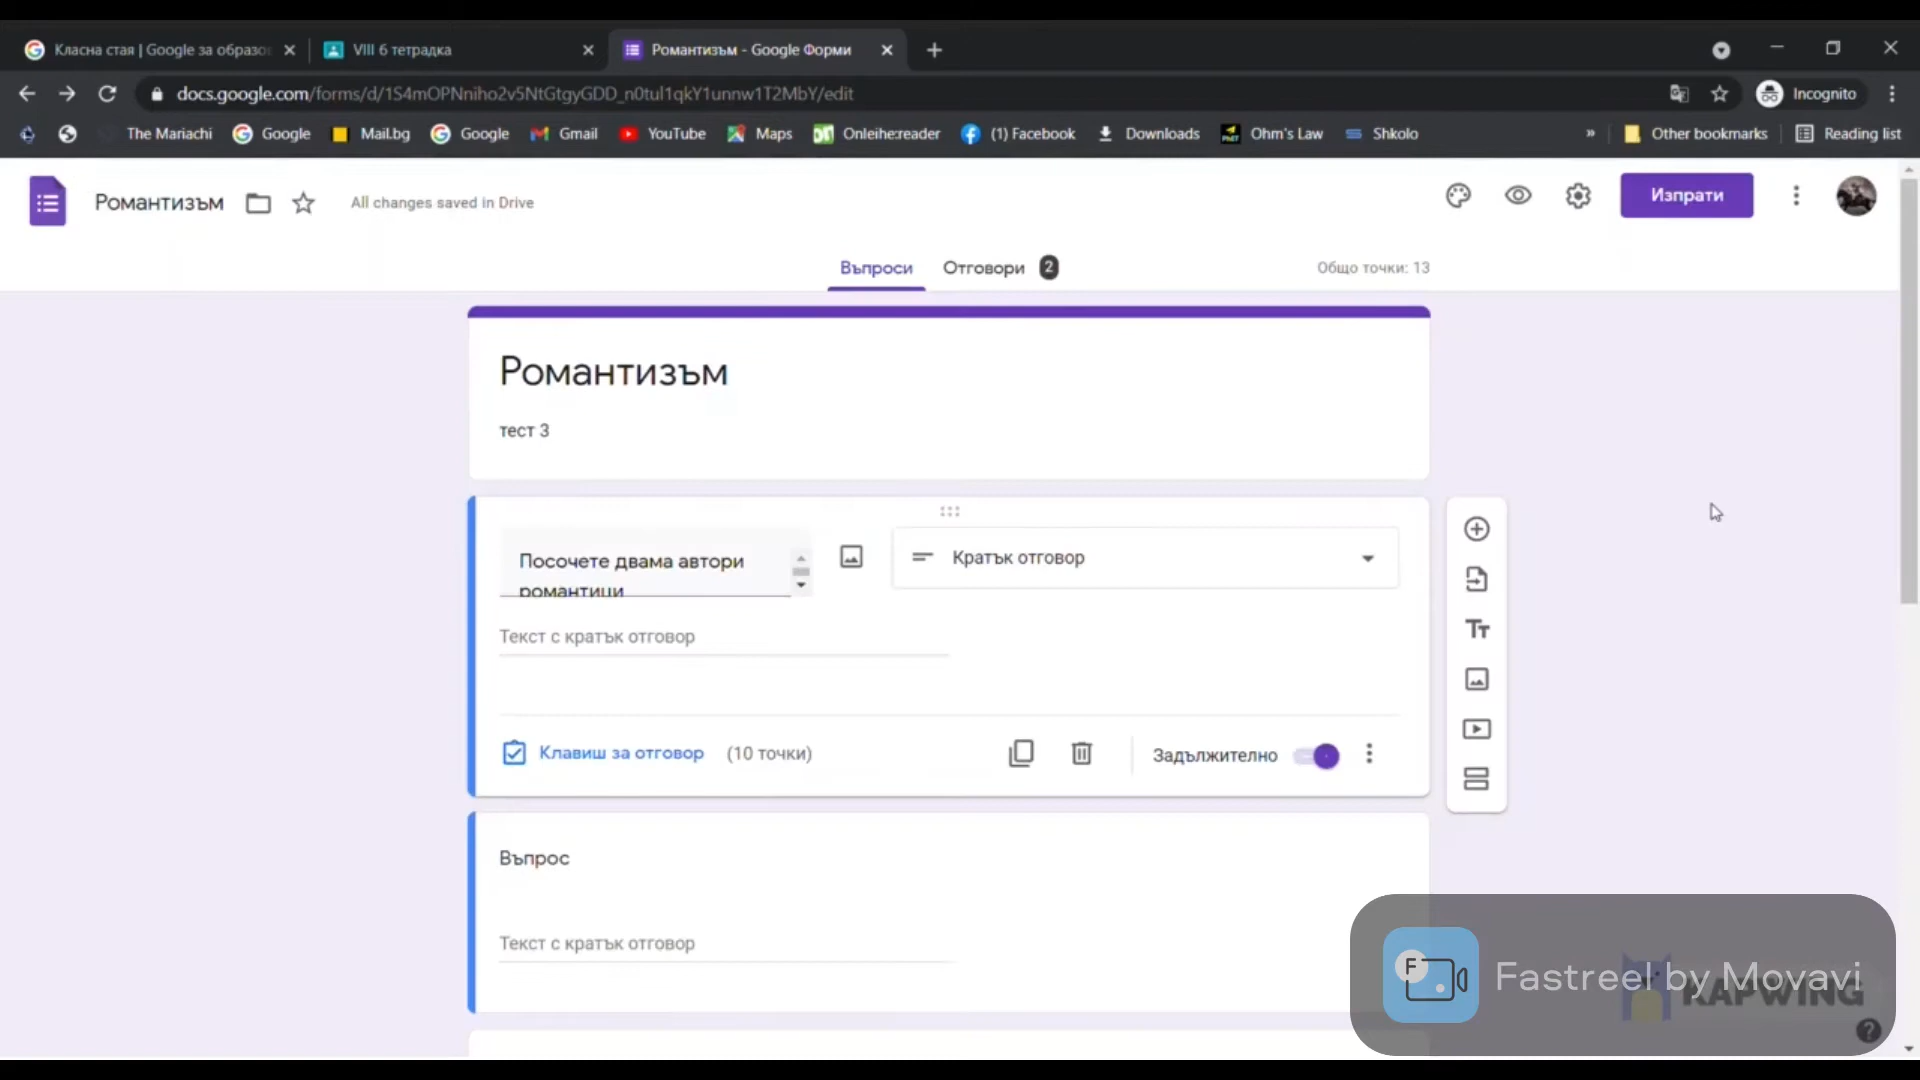 Класна стая | Google за образо
VIII б тетрадка
Романтизъм - Google Форми
docs.google.com/forms/d/1S4mOPNniho2v5NtGtgyGDD_n0tul1qkY1unnw1T2MbY/edit
Incognito
The Mariachi
Google
Mail.bg
Google
Gmail
YouTube
Maps
Onleihe:reader
(1) Facebook
Downloads
Ohm's Law
Shkolo
»
Other bookmarks
Reading list
Романтизъм
All changes saved in Drive
Изпрати
Въпроси
Отговори 2
Общо точки: 13
Романтизъм
тест 3
Посочете двама автори
романтици
Кратък отговор
Текст с кратък отговор
Клавиш за отговор (10 точки)
Задължително
Въпрос
Текст с кратък отговор
Fastreel by Movavi
KAPWING